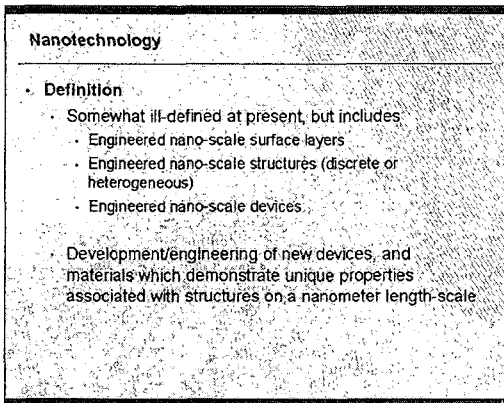 Nanotechnology
• Definition
• Somewhat ill-defined at present, but includes
• Engineered nano-scale surface layers
• Engineered nano-scale structures (discrete or
heterogeneous)
• Engineered nano-scale devices
• Development/engineering of new devices, and
materials which demonstrate unique properties
associated with structures on a nanometer length-scale